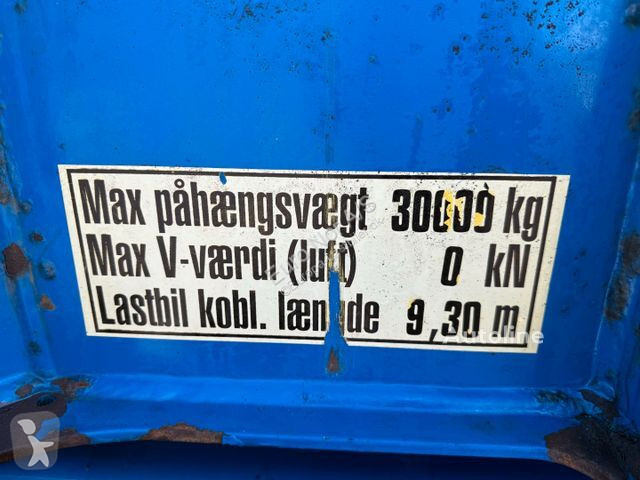 Max påhængsvægt 30000 kg
Max V-værdi (luft) 0 kN
Lastbil kobl. længde 9,30 m
Autoline